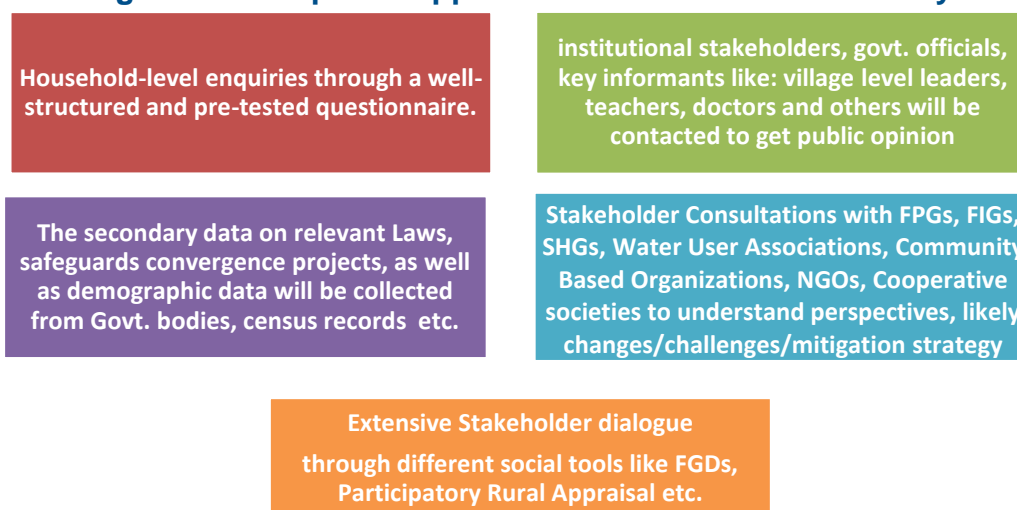 Household-level enquiries through a well-
structured and pre-tested questionnaire.
institutional stakeholders, govt. officials,
key informants like: village level leaders,
teachers, doctors and others will be
contacted to get public opinion
The secondary data on relevant Laws,
safeguards convergence projects, as well
as demographic data will be collected
from Govt. bodies, census records etc.
Stakeholder Consultations with FPGs, FIGs,
SHGs, Water User Associations, Community
Based Organizations, NGOs, Cooperative
societies to understand perspectives, likely
changes/challenges/mitigation strategy
Extensive Stakeholder dialogue
through different social tools like FGDs,
Participatory Rural Appraisal etc.